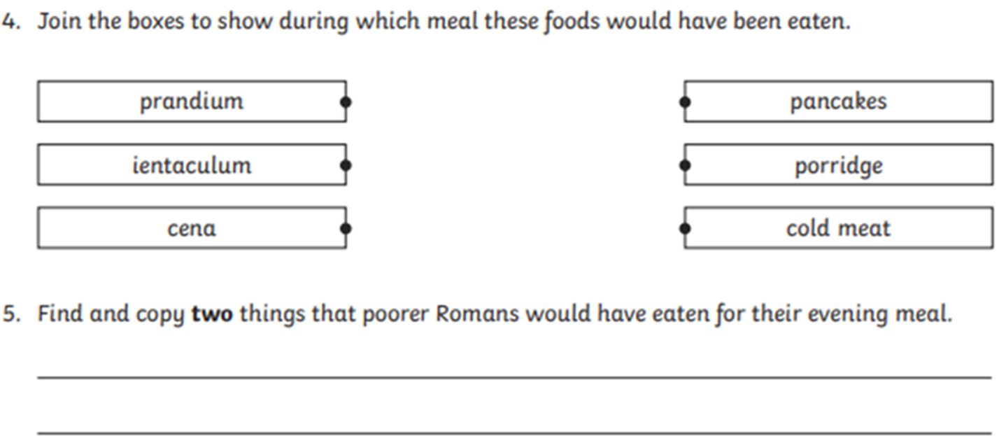 4. Join the boxes to show during which meal these foods would have been eaten.
prandium
pancakes
ientaculum
porridge
cena
cold meat
5. Find and copy two things that poorer Romans would have eaten for their evening meal.